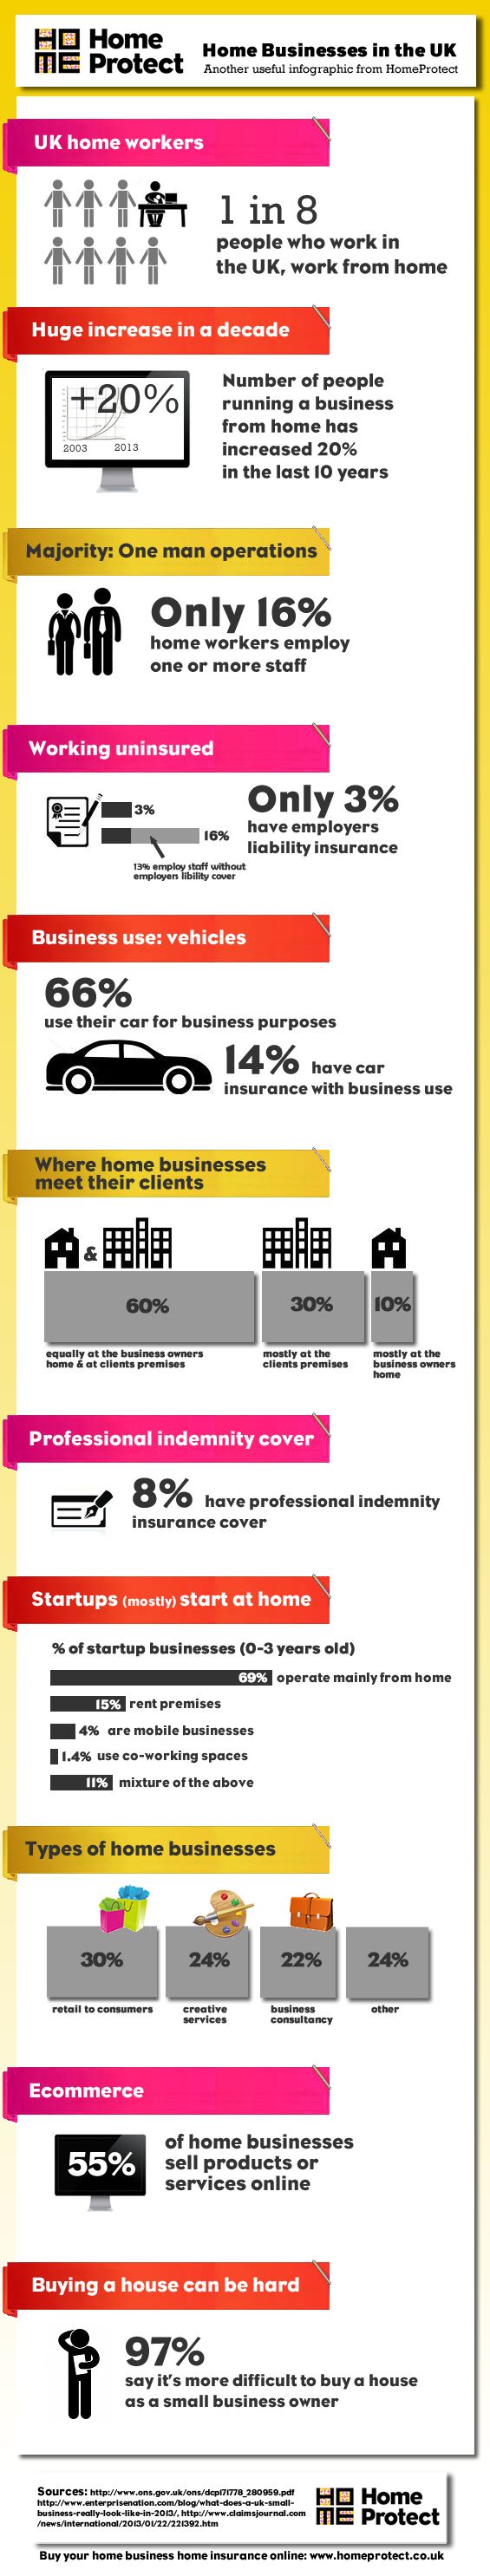 HOME
Home
Protect
Home Businesses in the UK
Another useful infographic from HomeProtect
UK home workers
1 in 8
people who work in
the UK, work from home
Huge increase in a decade
+20%
2003 2013
Number of people
running a business
from home has
increased 20%
in the last 10 years
Majority: One man operations
Only 16%
home workers employ
one or more staff
Working uninsured
3%
16%
13% employ staff without
employers libility cover
Only 3%
have employers
liability insurance
Business use: vehicles
66%
use their car for business purposes
14% have car
insurance with business use
Where home businesses
meet their clients
&
60%
30%
10%
equally at the business owners
home & at clients premises
mostly at the
clients premises
mostly at the
business owners
home
Professional indemnity cover
8% have professional indemnity
insurance cover
Startups (mostly) start at home
% of startup businesses (0-3 years old)
69% operate mainly from home
15% rent premises
4% are mobile businesses
1.4% use co-working spaces
11% mixture of the above
Types of home businesses
30%
24%
22%
24%
retail to consumers
creative
services
business
consultancy
other
Ecommerce
55%
of home businesses
sell products or
services online
Buying a house can be hard
97%
say it's more difficult to buy a house
as a small business owner
Sources: http://www.ons.gov.uk/ons/dcp171778_280959.pdf
http://www.enterprisenation.com/blog/what-does-a-uk-small-
business-really-look-like-in-2013/, http://www.claimsjournal.com
/news/international/2013/01/22/221392.htm
HOME
Home
Protect
Buy your home business home insurance online: www.homeprotect.co.uk